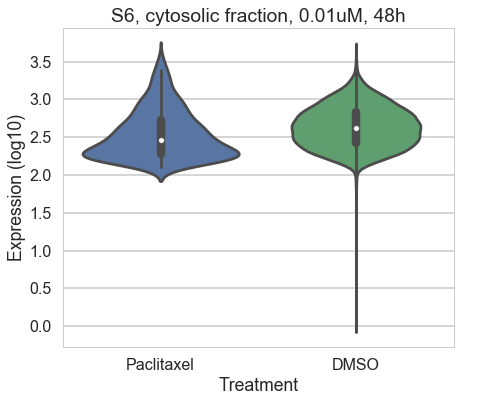 S6, cytosolic fraction, 0.01uM, 48h
Expression (log10)
3.5
3.0
2.5
2.0
1.5
1.0
0.5
0.0
Paclitaxel DMSO
Treatment